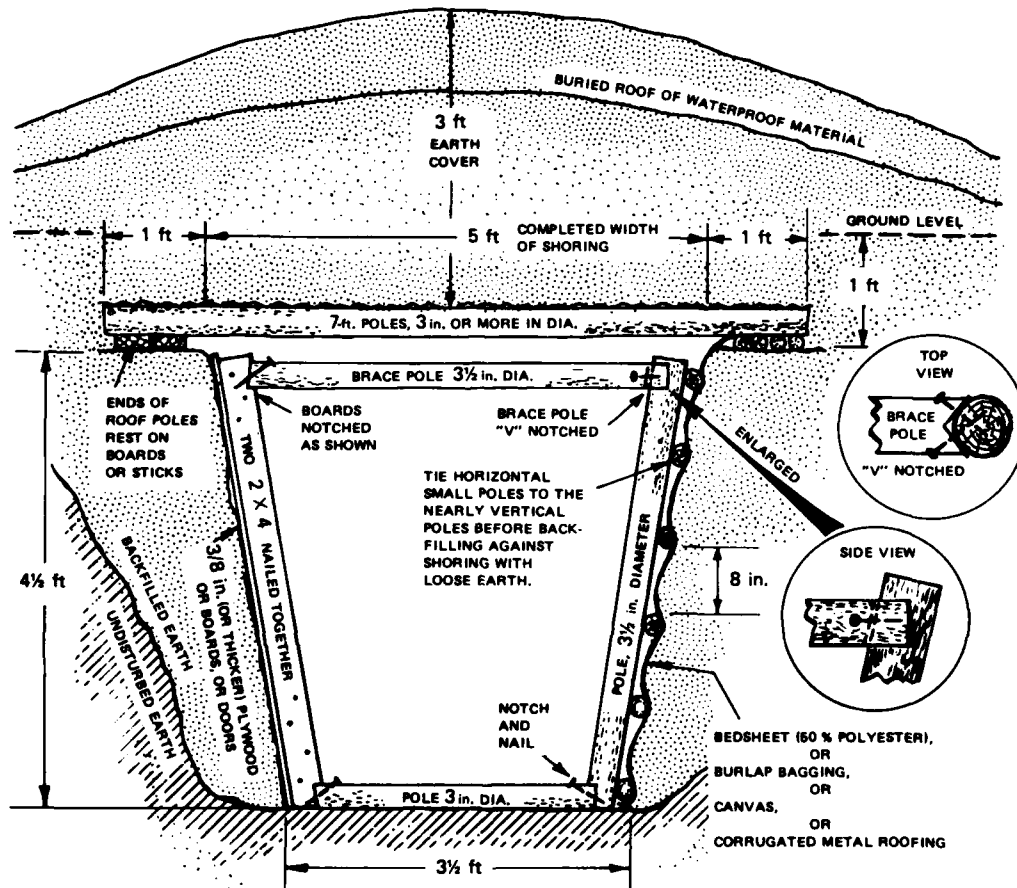 BURIED ROOF OF WATERPROOF MATERIAL
3 ft
EARTH
COVER
GROUND LEVEL
1 ft
5 ft
COMPLETED WIDTH
OF SHORING
1 ft
1 ft
7-ft. POLES, 3 in. OR MORE IN DIA.
BRACE POLE 3½ in. DIA.
TOP
VIEW
BRACE
POLE
"V" NOTCHED
ENDS OF
ROOF POLES
REST ON
BOARDS
OR STICKS
BOARDS
NOTCHED
AS SHOWN
BRACE POLE
"V" NOTCHED
ENLARGED
TIE HORIZONTAL
SMALL POLES TO THE
NEARLY VERTICAL
POLES BEFORE BACK-
FILLING AGAINST
SHORING WITH
LOOSE EARTH.
TWO 2 X 4 NAILED TOGETHER
3/8 in. (OR THICKER) PLYWOOD
OR BOARDS, OR DOORS
BACKFILLED EARTH
UNDISTURBED EARTH
4½ ft
POLE, 3½ in. DIAMETER
8 in.
SIDE VIEW
NOTCH
AND
NAIL
BEDSHEET (50 % POLYESTER),
OR
BURLAP BAGGING,
OR
CANVAS,
OR
CORRUGATED METAL ROOFING
POLE 3 in. DIA.
3½ ft